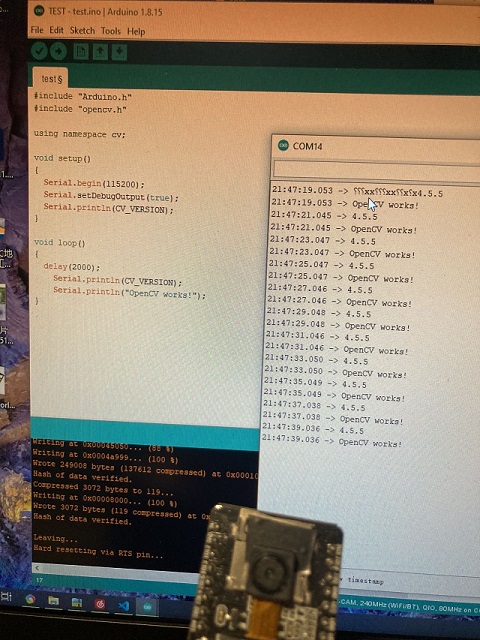 TEST - test.ino | Arduino 1.8.15
File Edit Sketch Tools Help
test §
#include "Arduino.h"
#include "opencv.h"
using namespace cv;
void setup()
{
Serial.begin(115200);
Serial.setDebugOutput(true);
Serial.println(CV_VERSION);
}
void loop()
{
delay(2000);
Serial.println(CV_VERSION);
Serial.println("OpenCV works!");
}
COM14
21:47:19.053 -> ⸮⸮⸮xx⸮⸮⸮xx⸮⸮x⸮x4.5.5
21:47:19.053 -> OpenCV works!
21:47:21.045 -> 4.5.5
21:47:21.045 -> OpenCV works!
21:47:23.047 -> 4.5.5
21:47:23.047 -> OpenCV works!
21:47:25.047 -> 4.5.5
21:47:25.047 -> OpenCV works!
21:47:27.046 -> 4.5.5
21:47:27.046 -> OpenCV works!
21:47:29.048 -> 4.5.5
21:47:29.048 -> OpenCV works!
21:47:31.046 -> 4.5.5
21:47:31.046 -> OpenCV works!
21:47:33.050 -> 4.5.5
21:47:33.050 -> OpenCV works!
21:47:35.049 -> 4.5.5
21:47:35.049 -> OpenCV works!
21:47:37.038 -> 4.5.5
21:47:37.038 -> OpenCV works!
21:47:39.036 -> 4.5.5
21:47:39.036 -> OpenCV works!
Writing at 0x00045050... (88 %)
Writing at 0x0004a999... (100 %)
Wrote 249008 bytes (137612 compressed) at 0x00010
Hash of data verified.
Compressed 3072 bytes to 119...
Writing at 0x00008000... (100 %)
Wrote 3072 bytes (119 compressed) at 0x
Hash of data verified.
Leaving...
Hard resetting via RTS pin...
timestamp
17
-CAM, 240MHz (WiFi/BT), QIO, 80MHz on C